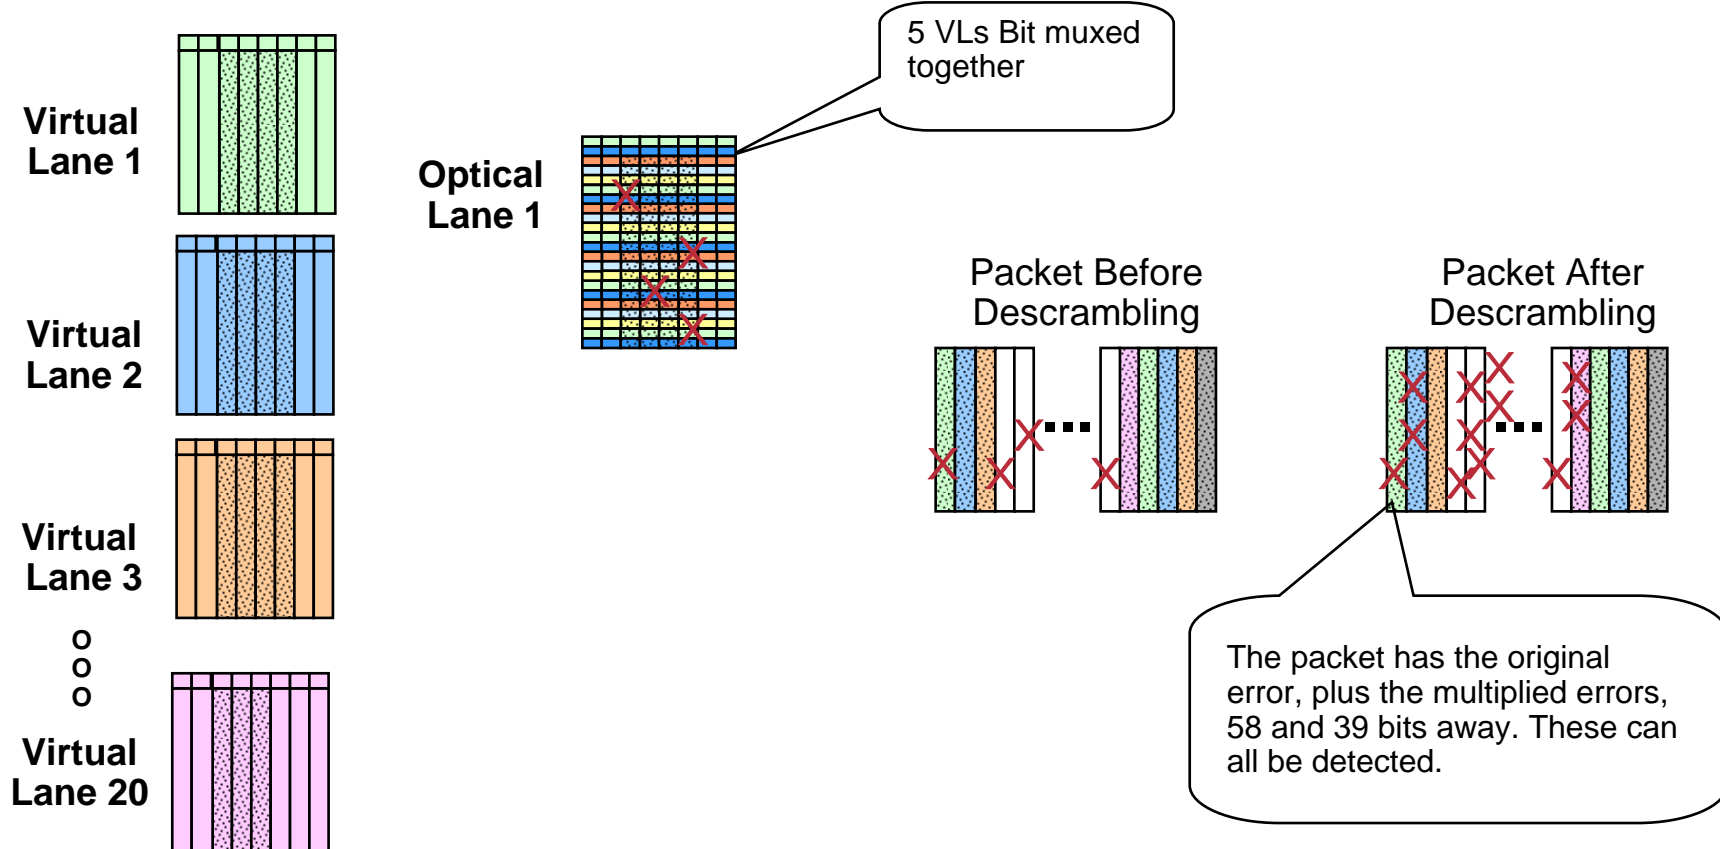 Virtual
Lane 1
Virtual
Lane 2
Virtual
Lane 3
o
o
o
Virtual
Lane 20
Optical
Lane 1
5 VLs Bit muxed
together
Packet Before
Descrambling
Packet After
Descrambling
The packet has the original
error, plus the multiplied errors,
58 and 39 bits away. These can
all be detected.